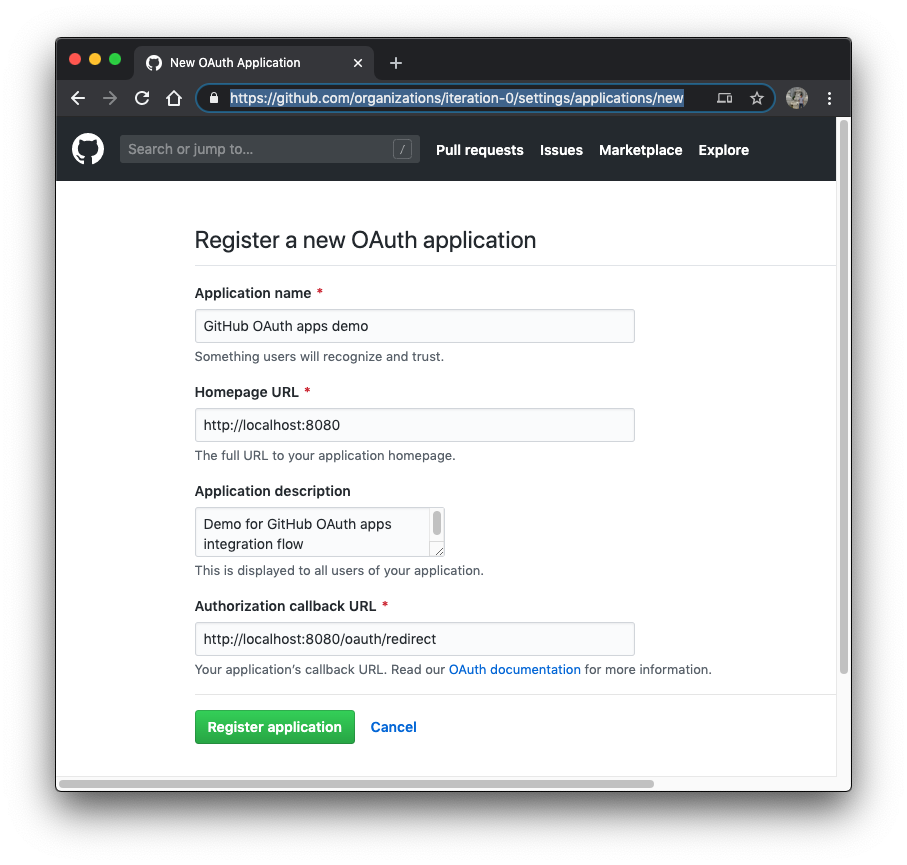 New OAuth Application
https://github.com/organizations/iteration-0/settings/applications/new
Search or jump to...
/
Pull requests
Issues
Marketplace
Explore
Register a new OAuth application
Application name *
GitHub OAuth apps demo
Something users will recognize and trust.
Homepage URL *
http://localhost:8080
The full URL to your application homepage.
Application description
Demo for GitHub OAuth apps
integration flow
This is displayed to all users of your application.
Authorization callback URL *
http://localhost:8080/oauth/redirect
Your application’s callback URL. Read our OAuth documentation for more information.
Register application
Cancel